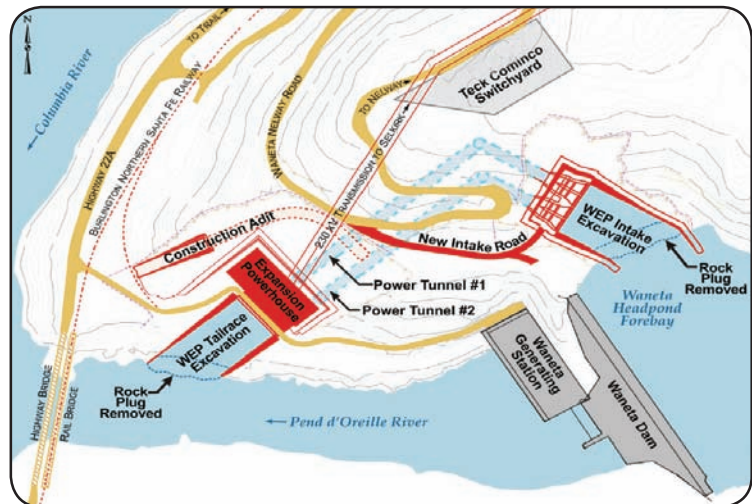 N
TO TRAIL
Columbia River
HIGHWAY 22A
BURLINGTON NORTHERN SANTA FE RAILWAY
WANETA NELWAY ROAD
TO NELWAY
Teck Cominco
Switchyard
230 KV TRANSMISSION TO SELKIRK
Construction Adit
New Intake Road
WEP Intake
Excavation
Rock
Plug
Removed
Expansion
Powerhouse
Power Tunnel #1
Power Tunnel #2
Waneta
Headpond
Forebay
WEP Tailrace
Excavation
Rock
Plug
Removed
Waneta
Generating
Station
Waneta Dam
HIGHWAY BRIDGE
RAIL BRIDGE
Pend d'Oreille River